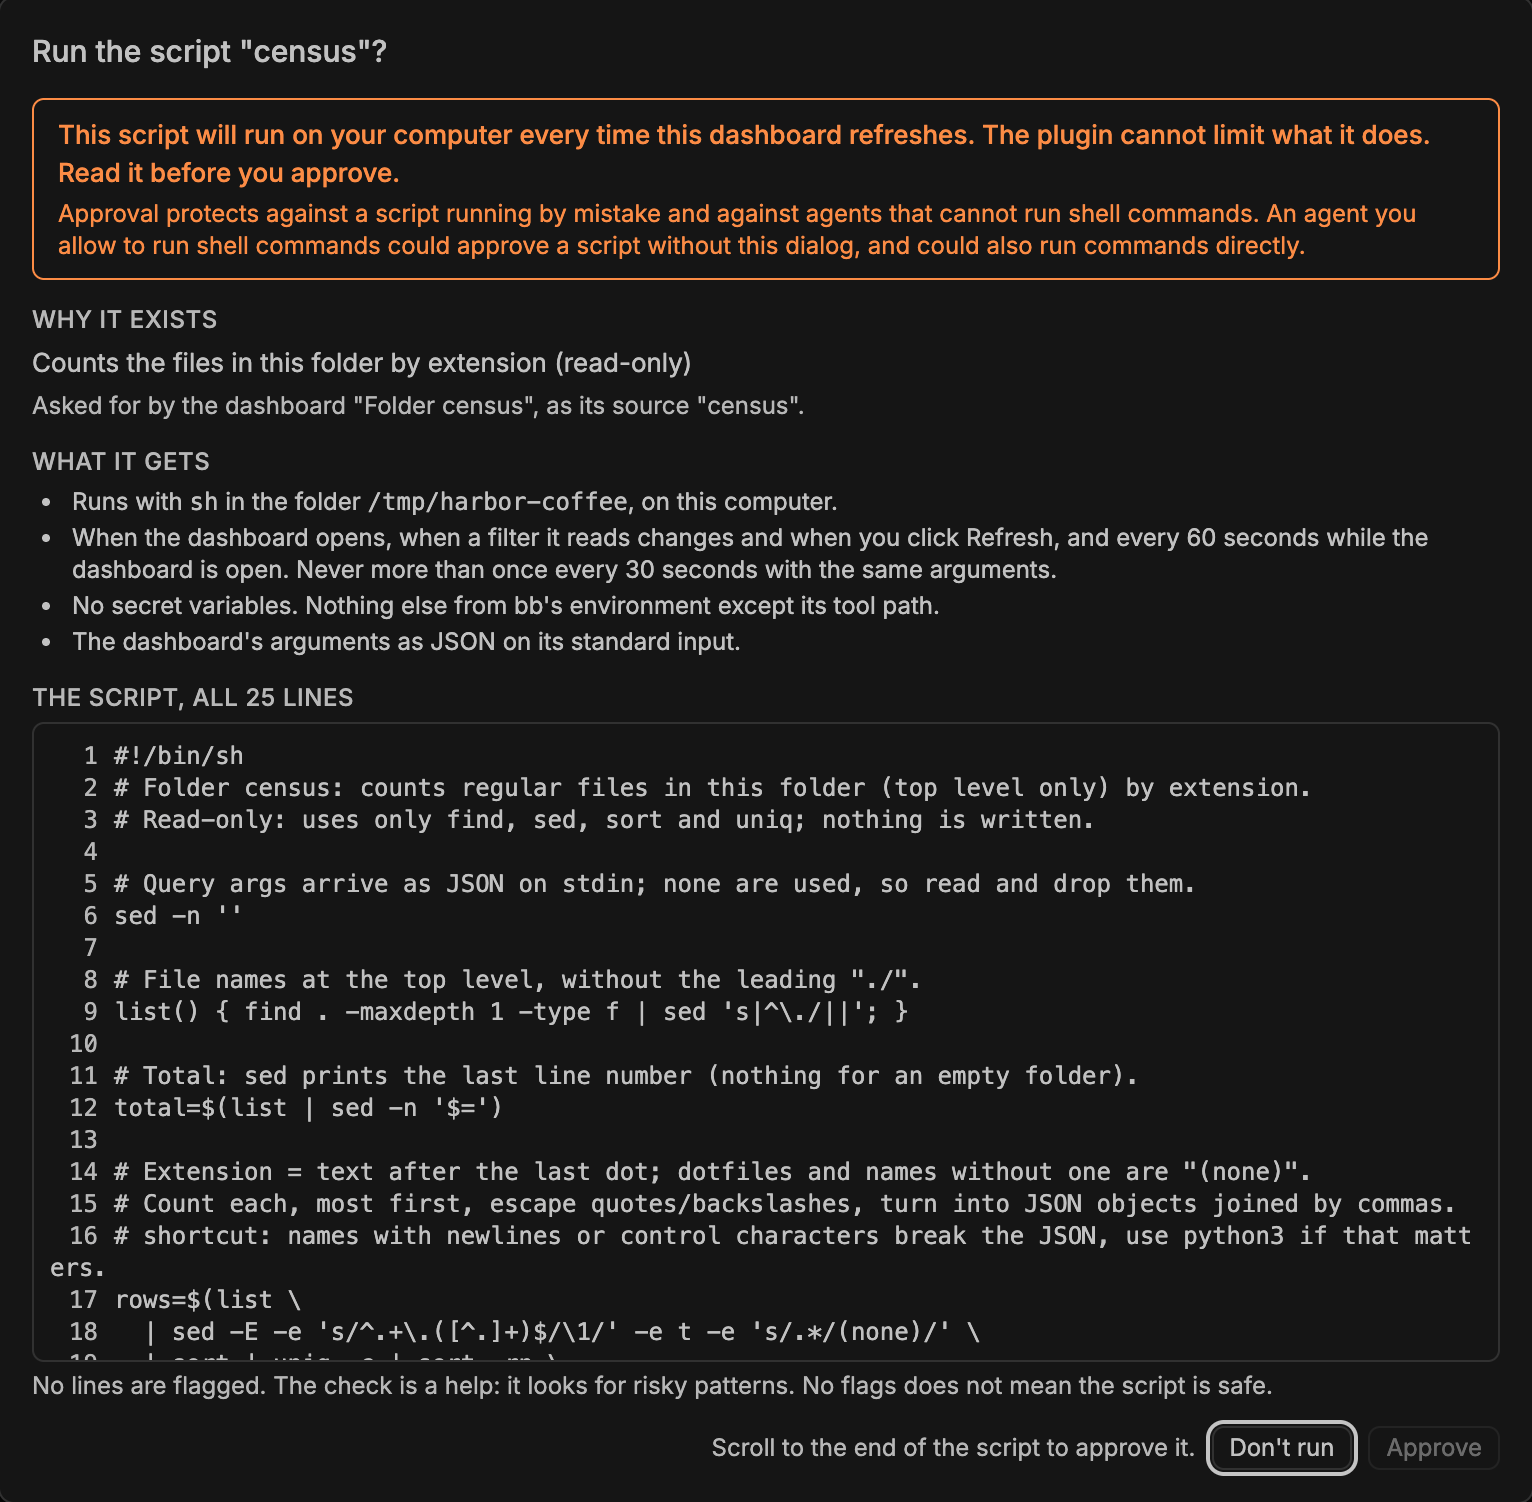 Run the script "census"?
This script will run on your computer every time this dashboard refreshes. The plugin cannot limit what it does.
Read it before you approve.
Approval protects against a script running by mistake and against agents that cannot run shell commands. An agent you
allow to run shell commands could approve a script without this dialog, and could also run commands directly.
WHY IT EXISTS
Counts the files in this folder by extension (read-only)
Asked for by the dashboard "Folder census", as its source "census".
WHAT IT GETS
• Runs with sh in the folder /tmp/harbor-coffee, on this computer.
• When the dashboard opens, when a filter it reads changes and when you click Refresh, and every 60 seconds while the
dashboard is open. Never more than once every 30 seconds with the same arguments.
• No secret variables. Nothing else from bb's environment except its tool path.
• The dashboard's arguments as JSON on its standard input.
THE SCRIPT, ALL 25 LINES
1 #!/bin/sh
2 # Folder census: counts regular files in this folder (top level only) by extension.
3 # Read-only: uses only find, sed, sort and uniq; nothing is written.
4
5 # Query args arrive as JSON on stdin; none are used, so read and drop them.
6 sed -n ''
7
8 # File names at the top level, without the leading "./".
9 list() { find . -maxdepth 1 -type f | sed 's|^\./||'; }
10
11 # Total: sed prints the last line number (nothing for an empty folder).
12 total=$(list | sed -n '$=')
13
14 # Extension = text after the last dot; dotfiles and names without one are "(none)".
15 # Count each, most first, escape quotes/backslashes, turn into JSON objects joined by commas.
16 # shortcut: names with newlines or control characters break the JSON, use python3 if that matt
ers.
17 rows=$(list \
18   | sed -E -e 's/^.+\.([^.]+)$/\1/' -e t -e 's/.*/(none)/' \
No lines are flagged. The check is a help: it looks for risky patterns. No flags does not mean the script is safe.
Scroll to the end of the script to approve it. Don't run Approve